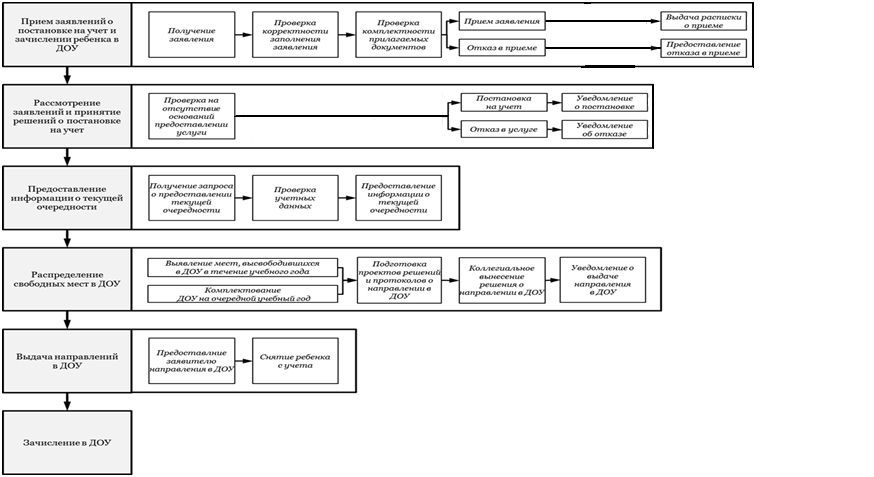 Прием заявлений о
постановке на учет и
зачислении ребенка в
ДОУ
Получение
заявления
Проверка
корректности
заполнения
заявления
Проверка
комплектности
прилагаемых
документов
Прием заявления
Отказ в приеме
Выдача расписки
о приеме
Предоставление
отказа в приеме
Рассмотрение
заявлений и принятие
решений о постановке
на учет
Проверка на
отсутствие
оснований
предоставлении
услуги
Постановка
на учет
Уведомление
о постановке
Отказ в услуге
Уведомление
об отказе
Предоставление
информации о текущей
очередности
Получение запроса
о предоставлении
текущей
очередности
Проверка
учетных
данных
Предоставление
информации о
текущей
очередности
Распределение
свободных мест в ДОУ
Выявление мест, высвободившихся
в ДОУ в течение учебного года
Комплектование
ДОУ на очередной учебный год
Подготовка
проектов решений
и протоколов о
направлении в
ДОУ
Коллегиальное
вынесение
решения о
направлении в ДОУ
Уведомление о
выдаче
направления
в ДОУ
Выдача направлений
в ДОУ
Предоставлние
заявителю
направления в ДОУ
Снятие ребенка
с учета
Зачисление в ДОУ